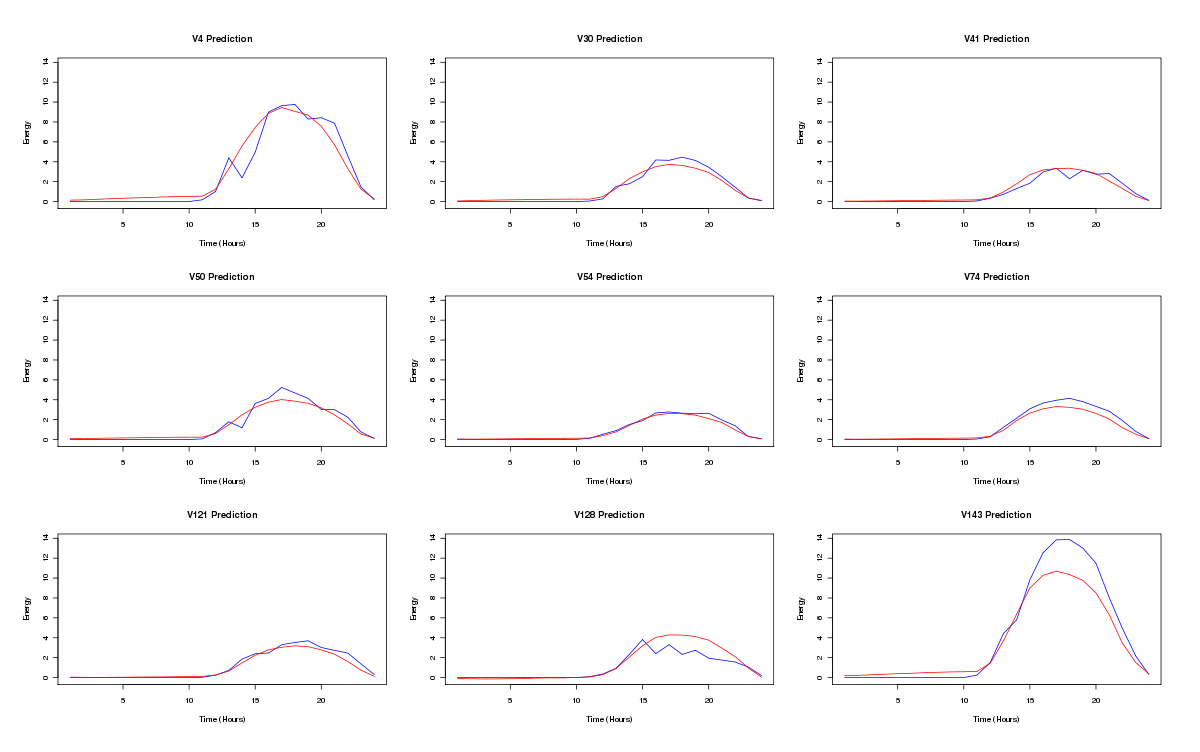 V4 Prediction
V30 Prediction
V41 Prediction
Energy
0 2 4 6 8 10 12 14
5 10 15 20
Time (Hours)
Energy
0 2 4 6 8 10 12 14
5 10 15 20
Time (Hours)
Energy
0 2 4 6 8 10 12 14
5 10 15 20
Time (Hours)
V50 Prediction
V54 Prediction
V74 Prediction
Energy
0 2 4 6 8 10 12 14
5 10 15 20
Time (Hours)
Energy
0 2 4 6 8 10 12 14
5 10 15 20
Time (Hours)
Energy
0 2 4 6 8 10 12 14
5 10 15 20
Time (Hours)
V121 Prediction
V128 Prediction
V143 Prediction
Energy
0 2 4 6 8 10 12 14
5 10 15 20
Time (Hours)
Energy
0 2 4 6 8 10 12 14
5 10 15 20
Time (Hours)
Energy
0 2 4 6 8 10 12 14
5 10 15 20
Time (Hours)